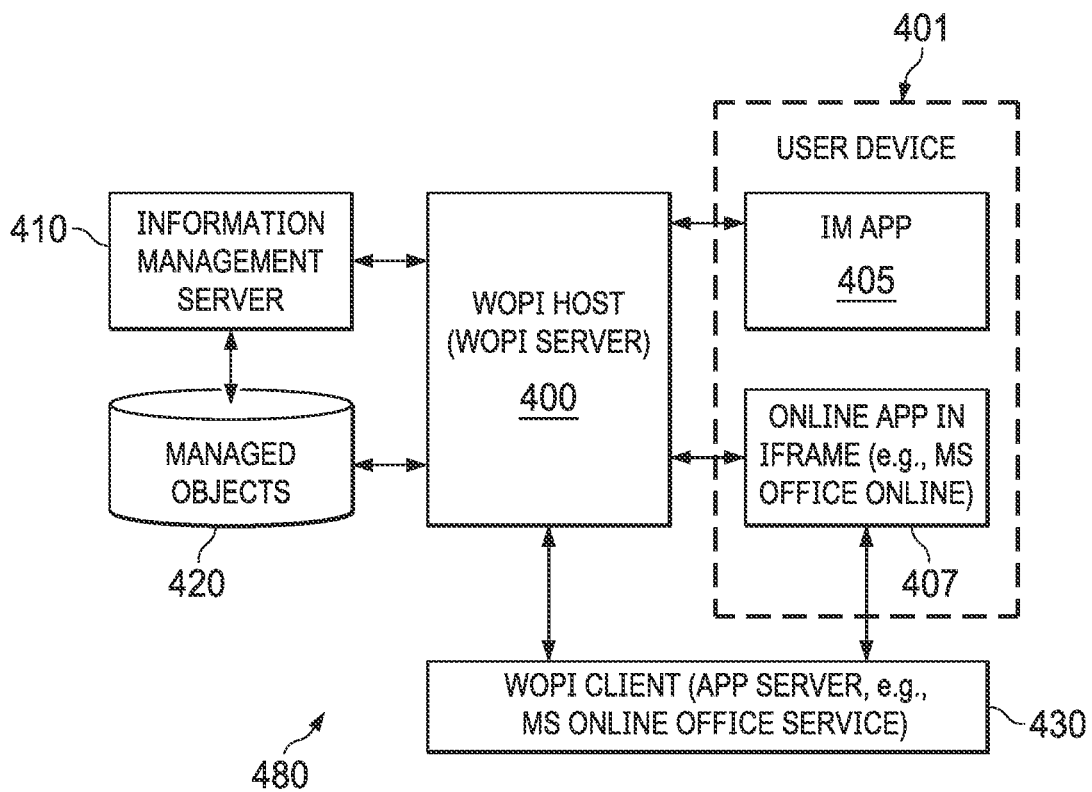 401
USER DEVICE
410
INFORMATION
MANAGEMENT
SERVER
WOPI HOST
(WOPI SERVER)
400
IM APP
405
MANAGED
OBJECTS
420
ONLINE APP IN
IFRAME (e.g., MS
OFFICE ONLINE)
407
WOPI CLIENT (APP SERVER, e.g.,
MS ONLINE OFFICE SERVICE)
430
480